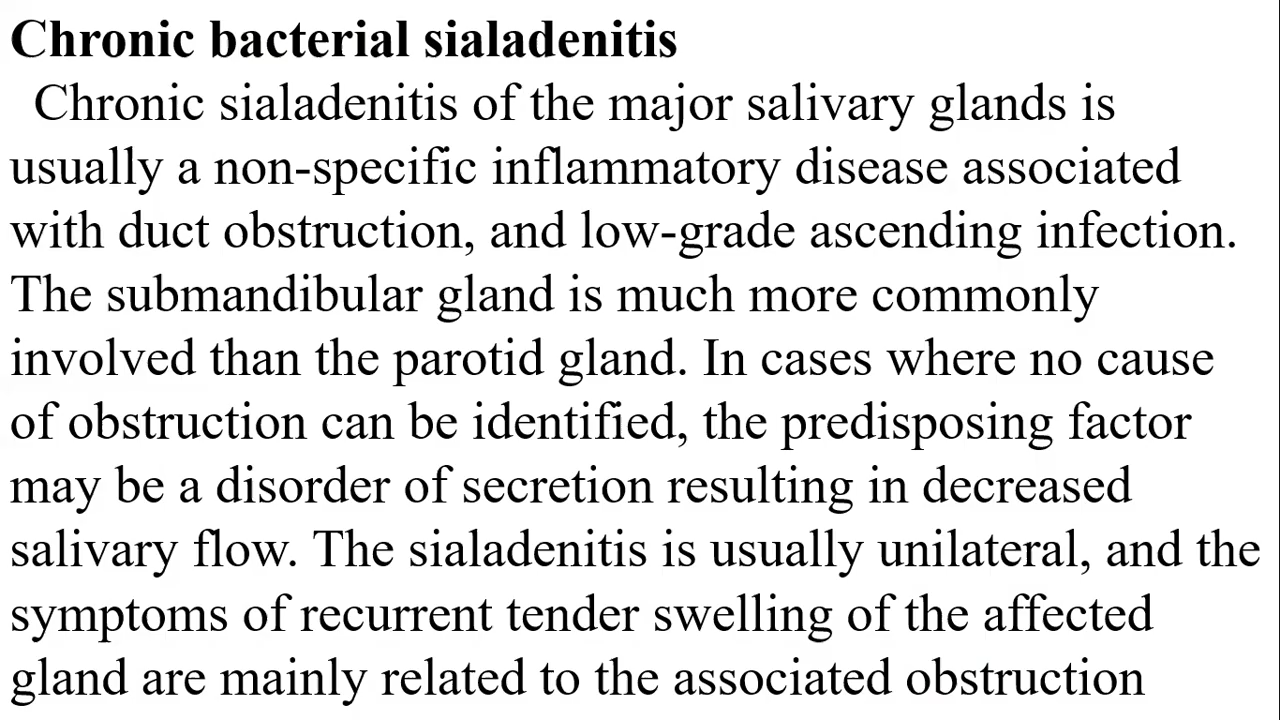 Chronic bacterial sialadenitis
Chronic sialadenitis of the major salivary glands is
usually a non-specific inflammatory disease associated
with duct obstruction, and low-grade ascending infection.
The submandibular gland is much more commonly
involved than the parotid gland. In cases where no cause
of obstruction can be identified, the predisposing factor
may be a disorder of secretion resulting in decreased
salivary flow. The sialadenitis is usually unilateral, and the
symptoms of recurrent tender swelling of the affected
gland are mainly related to the associated obstruction